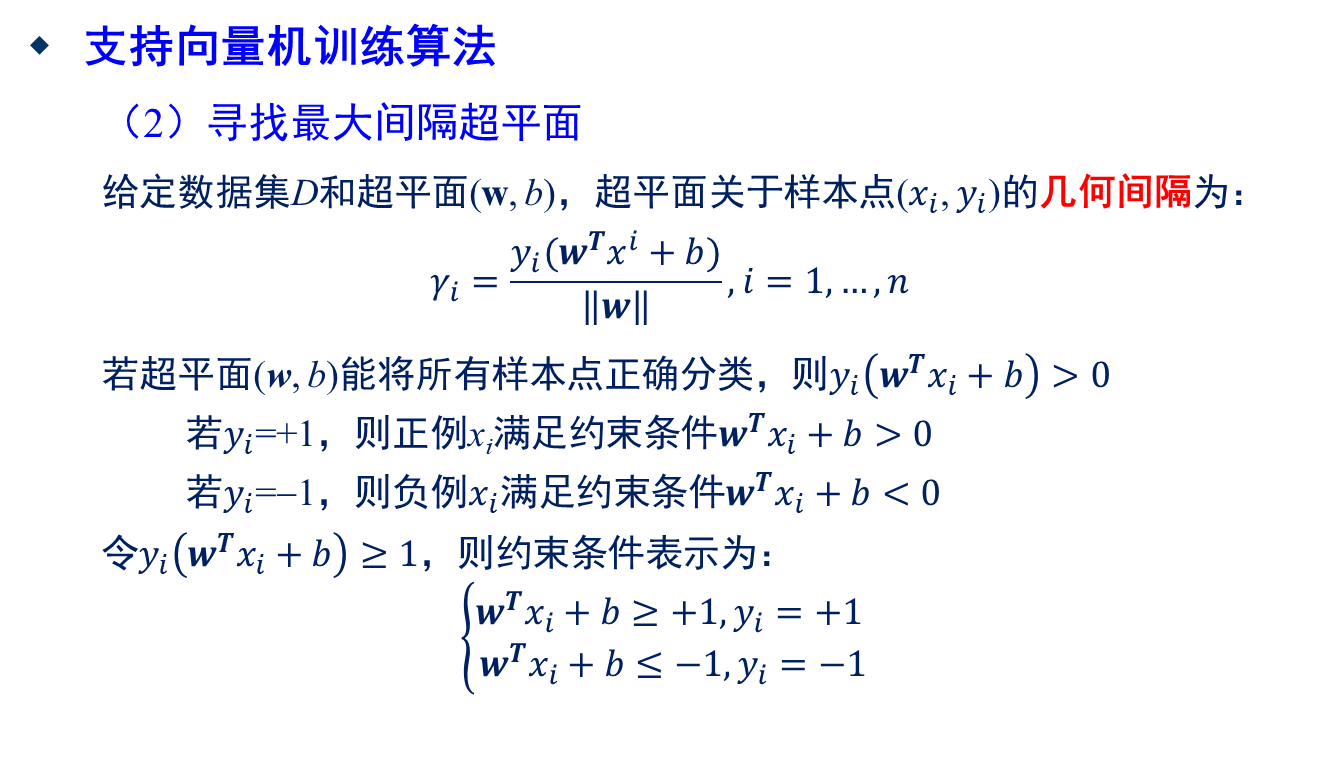 ◆ 支持向量机训练算法
（2）寻找最大间隔超平面
给定数据集D和超平面(w, b)，超平面关于样本点(xᵢ, yᵢ)的几何间隔为：
γᵢ = yᵢ(wᵀxⁱ + b) / ‖w‖ , i = 1, … , n
若超平面(w, b)能将所有样本点正确分类，则yᵢ(wᵀxᵢ + b) > 0
若yᵢ=+1，则正例xᵢ满足约束条件wᵀxᵢ + b > 0
若yᵢ=–1，则负例xᵢ满足约束条件wᵀxᵢ + b < 0
令yᵢ(wᵀxᵢ + b) ≥ 1，则约束条件表示为：
{ wᵀxᵢ + b ≥ +1, yᵢ = +1
wᵀxᵢ + b ≤ −1, yᵢ = −1